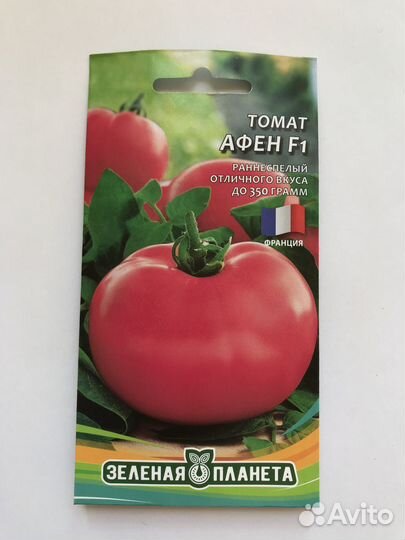 ТОМАТ
АФЕН F1
РАННЕСПЕЛЫЙ
ОТЛИЧНОГО ВКУСА
ДО 350 ГРАММ
ФРАНЦИЯ
ЗЕЛЕНАЯ ПЛАНЕТА
Avito